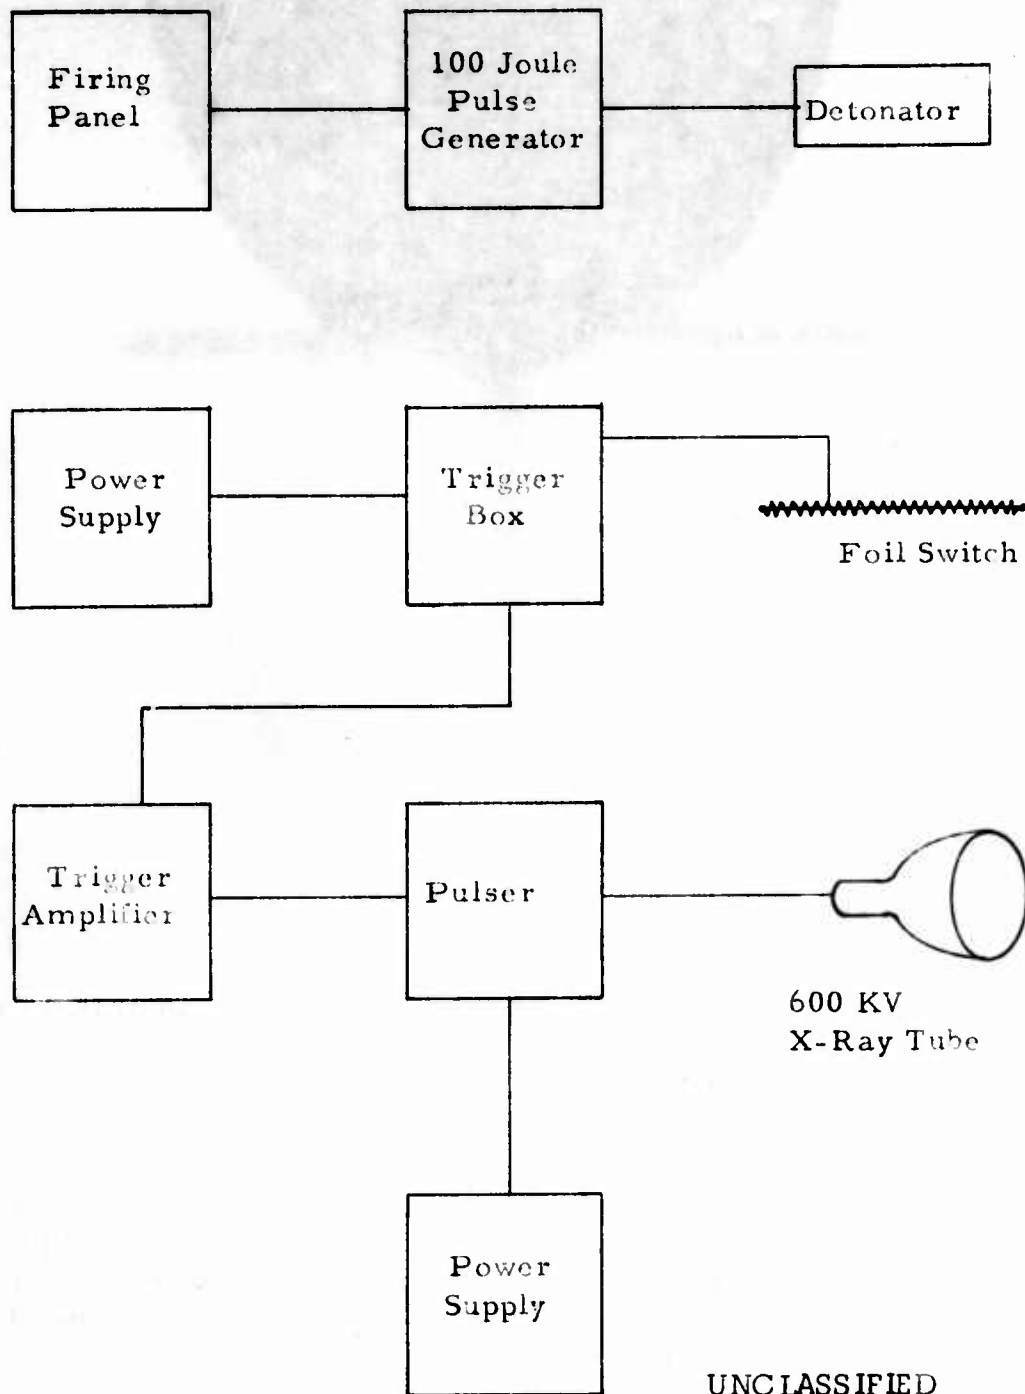 Firing
Panel
100 Joule
Pulse
Generator
Detonator
Power
Supply
Trigger
Box
Foil Switch
Trigger
Amplifier
Pulser
600 KV
X-Ray Tube
Power
Supply
UNCLASSIFIED